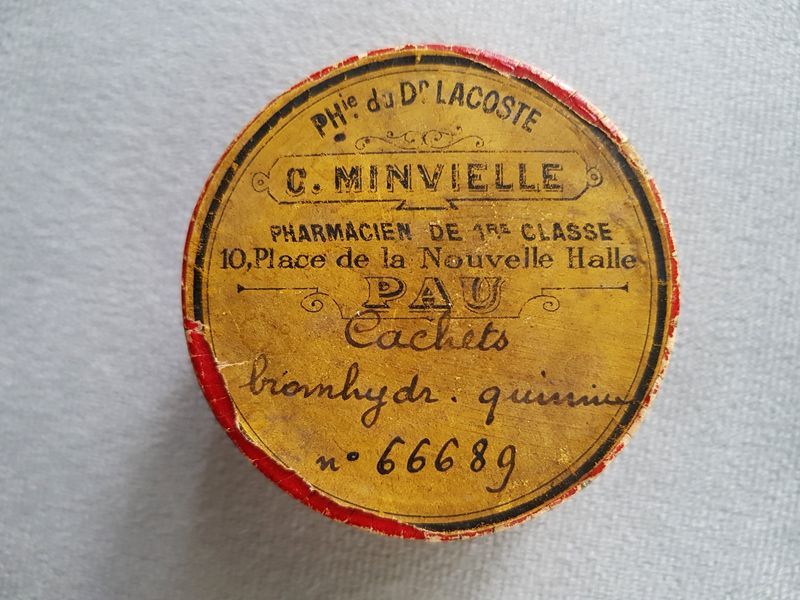 PHie du Dr LACOSTE
C. MINVIELLE
PHARMACIEN DE 1RE CLASSE
10, Place de la Nouvelle Halle
PAU
Cachets
bromhydr. quinine
n° 66689